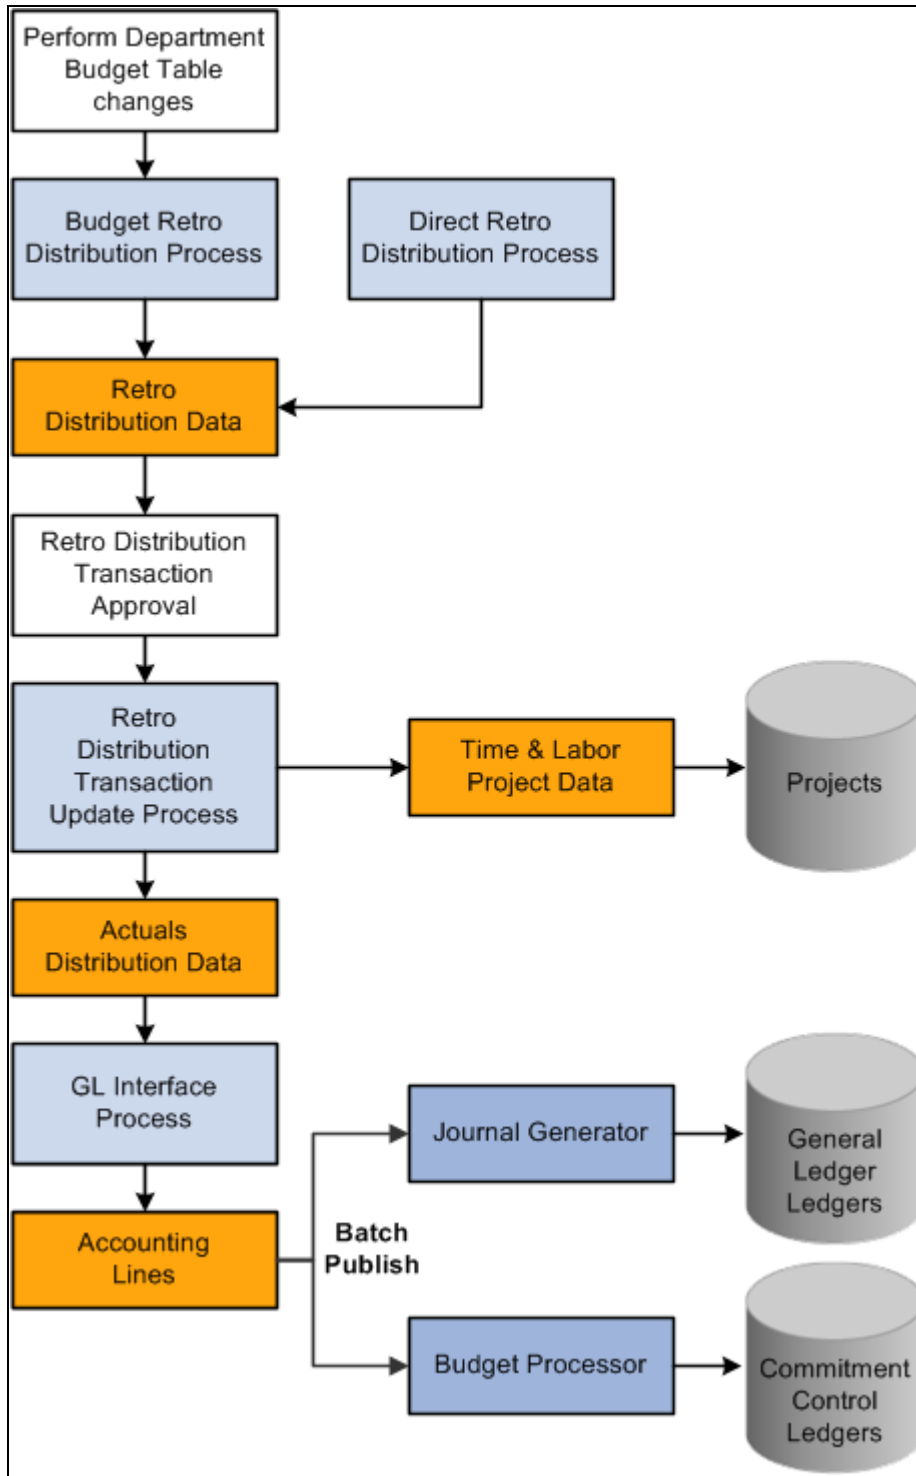 Perform Department
Budget Table
changes
Budget Retro
Distribution Process
Direct Retro
Distribution Process
Retro
Distribution Data
Retro Distribution
Transaction
Approval
Retro
Distribution
Transaction
Update Process
Time & Labor
Project Data
Projects
Actuals
Distribution Data
GL Interface
Process
Journal Generator
General
Ledger
Ledgers
Accounting
Lines
Batch
Publish
Budget Processor
Commitment
Control
Ledgers